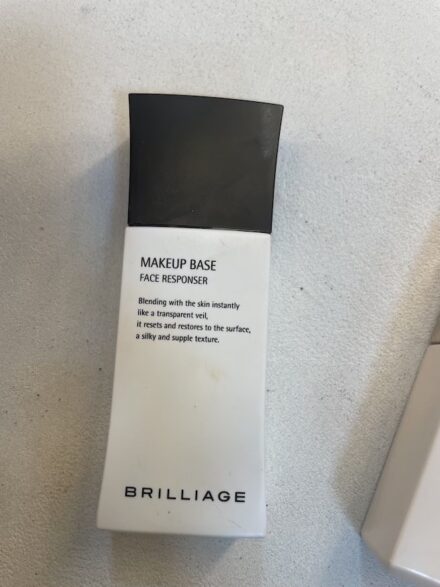 MAKEUP BASE
FACE RESPONSER
Blending with the skin instantly
like a transparent veil,
it resets and restores to the surface,
a silky and supple texture.
BRILLIAGE